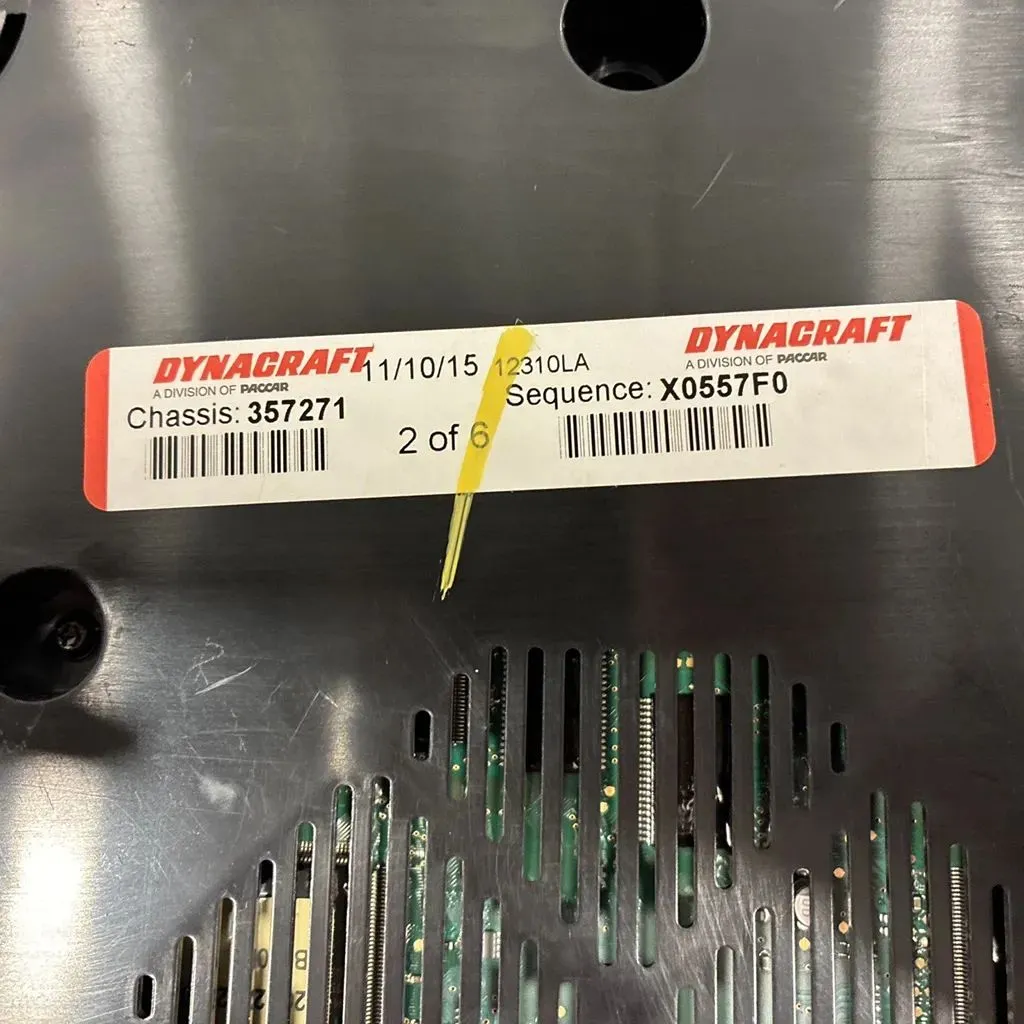 DYNACRAFT 11/10/15 12310LA DYNACRAFT
A DIVISION OF PACCAR A DIVISION OF PACCAR
Chassis: 357271 Sequence: X0557F0
2 of 6